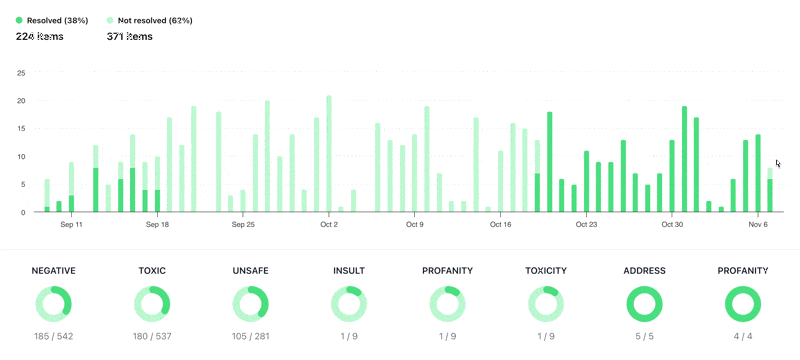 Resolved (38%)
Not resolved (62%)
224 items
371 items
25
20
15
10
5
0
Sep 11
Sep 18
Sep 25
Oct 2
Oct 9
Oct 16
Oct 23
Oct 30
Nov 6
NEGATIVE
TOXIC
UNSAFE
INSULT
PROFANITY
TOXICITY
ADDRESS
PROFANITY
185 / 542
180 / 537
105 / 281
1 / 9
1 / 9
1 / 9
5 / 5
4 / 4